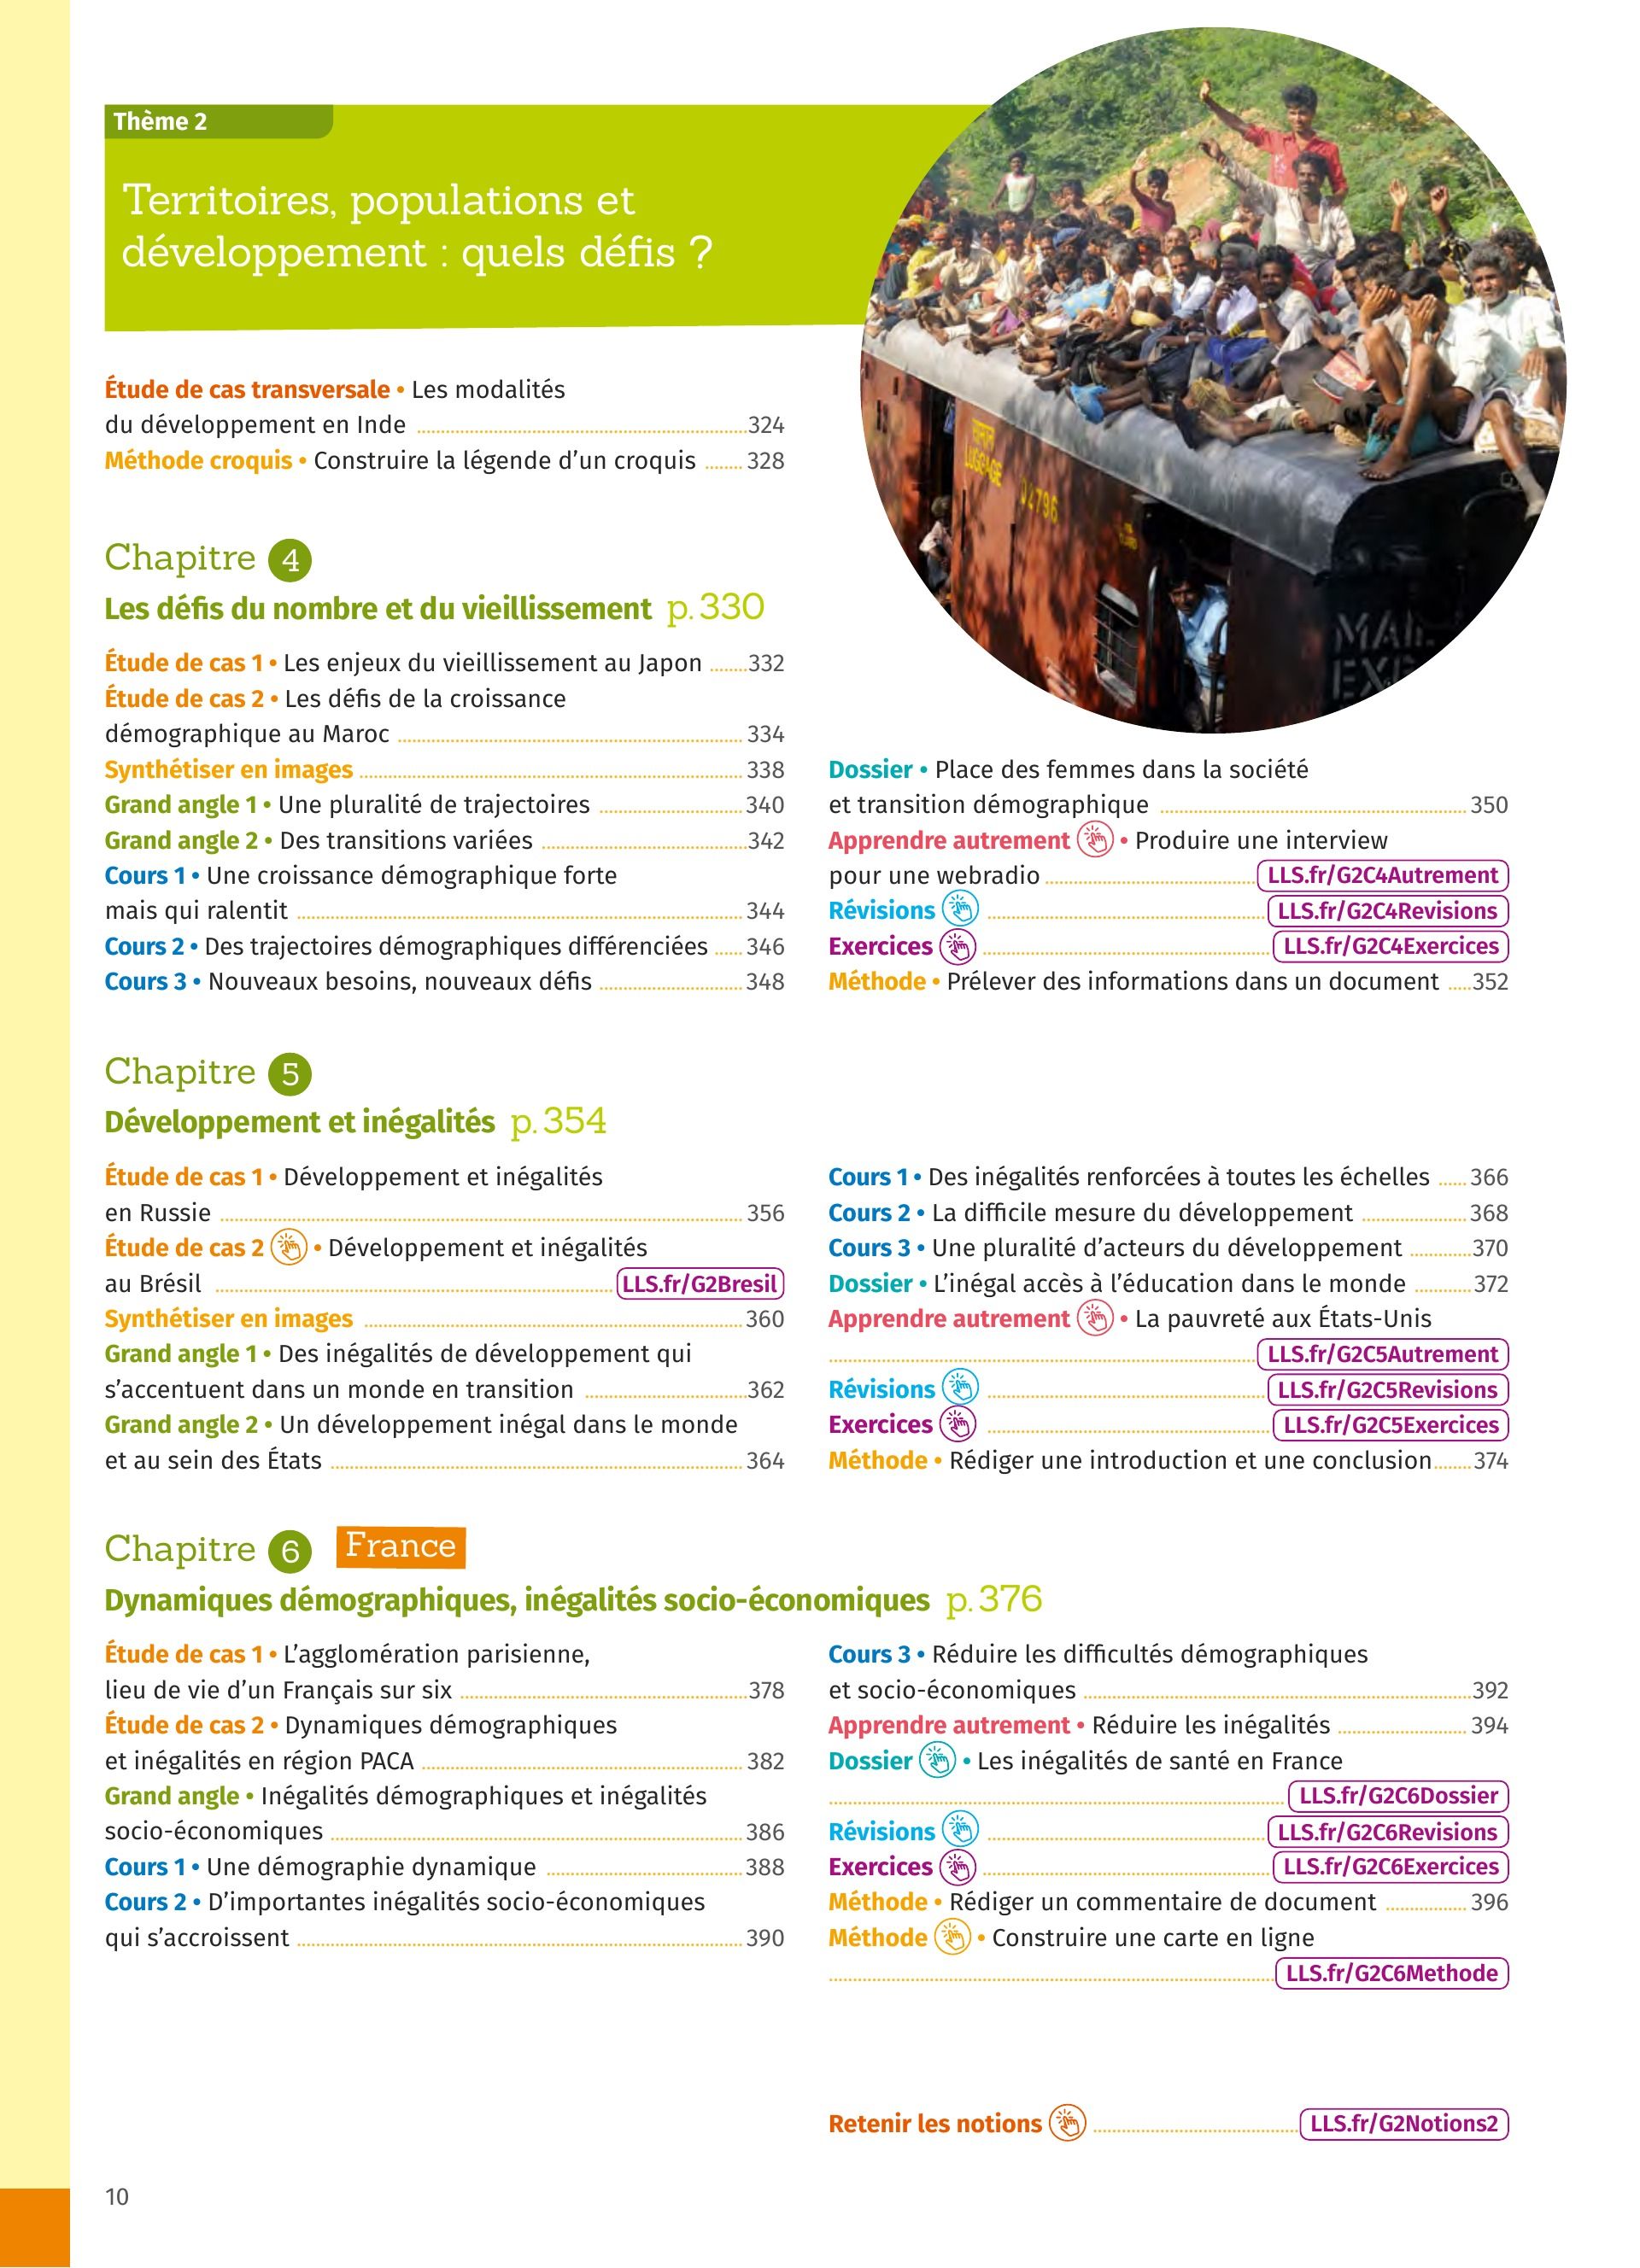 Thème 2
Territoires, populations et
développement : quels défis ?
Étude de cas transversale • Les modalités
du développement en Inde 324
Méthode croquis • Construire la légende d'un croquis 328
LUGGAGE 04796
Chapitre 4
Les défis du nombre et du vieillissement p. 330
Étude de cas 1 • Les enjeux du vieillissement au Japon 332
Étude de cas 2 • Les défis de la croissance
démographique au Maroc 334
Synthétiser en images 338
Grand angle 1 • Une pluralité de trajectoires 340
Grand angle 2 • Des transitions variées 342
Cours 1 • Une croissance démographique forte
mais qui ralentit 344
Cours 2 • Des trajectoires démographiques différenciées 346
Cours 3 • Nouveaux besoins, nouveaux défis 348
Dossier • Place des femmes dans la société
et transition démographique 350
Apprendre autrement • Produire une interview
pour une webradio LLS.fr/G2C4Autrement
Révisions LLS.fr/G2C4Revisions
Exercices LLS.fr/G2C4Exercices
Méthode • Prélever des informations dans un document 352
Chapitre 5
Développement et inégalités p. 354
Étude de cas 1 • Développement et inégalités
en Russie 356
Étude de cas 2 • Développement et inégalités
au Brésil LLS.fr/G2Bresil
Synthétiser en images 360
Grand angle 1 • Des inégalités de développement qui
s'accentuent dans un monde en transition 362
Grand angle 2 • Un développement inégal dans le monde
et au sein des États 364
Cours 1 • Des inégalités renforcées à toutes les échelles 366
Cours 2 • La difficile mesure du développement 368
Cours 3 • Une pluralité d'acteurs du développement 370
Dossier • L'inégal accès à l'éducation dans le monde 372
Apprendre autrement • La pauvreté aux États-Unis
LLS.fr/G2C5Autrement
Révisions LLS.fr/G2C5Revisions
Exercices LLS.fr/G2C5Exercices
Méthode • Rédiger une introduction et une conclusion 374
Chapitre 6 France
Dynamiques démographiques, inégalités socio-économiques p. 376
Étude de cas 1 • L'agglomération parisienne,
lieu de vie d'un Français sur six 378
Étude de cas 2 • Dynamiques démographiques
et inégalités en région PACA 382
Grand angle • Inégalités démographiques et inégalités
socio-économiques 386
Cours 1 • Une démographie dynamique 388
Cours 2 • D'importantes inégalités socio-économiques
qui s'accroissent 390
Cours 3 • Réduire les difficultés démographiques
et socio-économiques 392
Apprendre autrement • Réduire les inégalités 394
Dossier • Les inégalités de santé en France
LLS.fr/G2C6Dossier
Révisions LLS.fr/G2C6Revisions
Exercices LLS.fr/G2C6Exercices
Méthode • Rédiger un commentaire de document 396
Méthode • Construire une carte en ligne
LLS.fr/G2C6Methode
Retenir les notions LLS.fr/G2Notions2
10